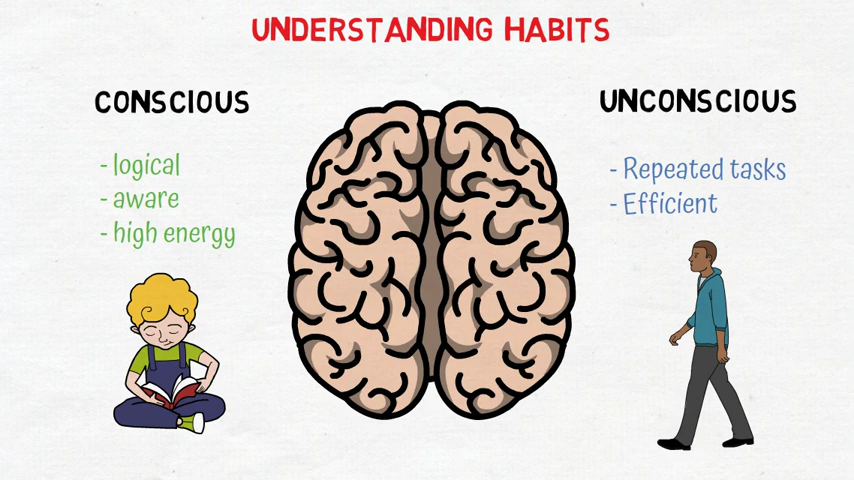 UNDERSTANDING HABITS
CONSCIOUS
- logical
- aware
- high energy
UNCONSCIOUS
- Repeated tasks
- Efficient